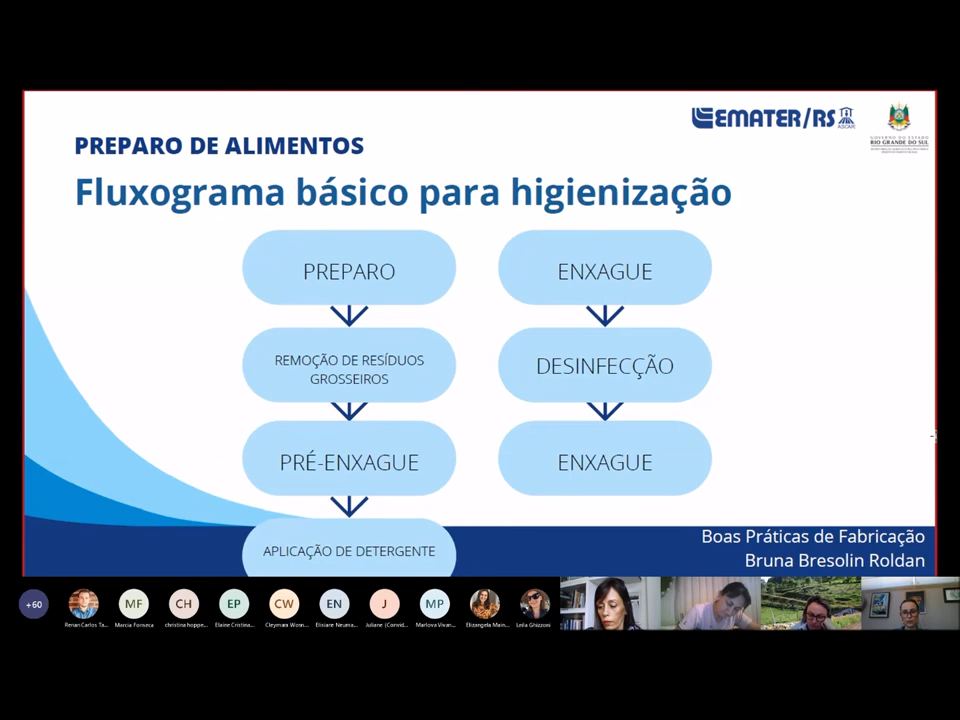 EMATER/RS
ASCAR
GOVERNO DO ESTADO
RIO GRANDE DO SUL
PREPARO DE ALIMENTOS
Fluxograma básico para higienização
PREPARO
REMOÇÃO DE RESÍDUOS
GROSSEIROS
PRÉ-ENXAGUE
APLICAÇÃO DE DETERGENTE
ENXAGUE
DESINFECÇÃO
ENXAGUE
Boas Práticas de Fabricação
Bruna Bresolin Roldan
+60
MF
CH
EP
CW
EN
J
MP
Renan Carlos Ta...
Marcia Fonseca
christina hoppe...
Elaine Cristina...
Cleymara Wosn...
Elisiane Neuma...
Juliane (Convid...
Marlova Vivan...
Elizangela Main...
Leila Ghizzoni